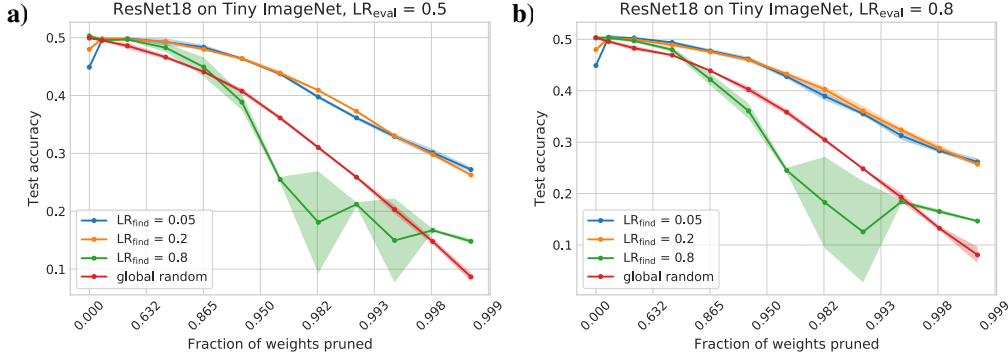 a)
ResNet18 on Tiny ImageNet, LR_eval = 0.5
Test accuracy
0.5
0.4
0.3
0.2
0.1
LR_find = 0.05
LR_find = 0.2
LR_find = 0.8
global random
0.000
0.632
0.865
0.950
0.982
0.993
0.998
0.999
Fraction of weights pruned
b)
ResNet18 on Tiny ImageNet, LR_eval = 0.8
Test accuracy
0.5
0.4
0.3
0.2
0.1
LR_find = 0.05
LR_find = 0.2
LR_find = 0.8
global random
0.000
0.632
0.865
0.950
0.982
0.993
0.998
0.999
Fraction of weights pruned